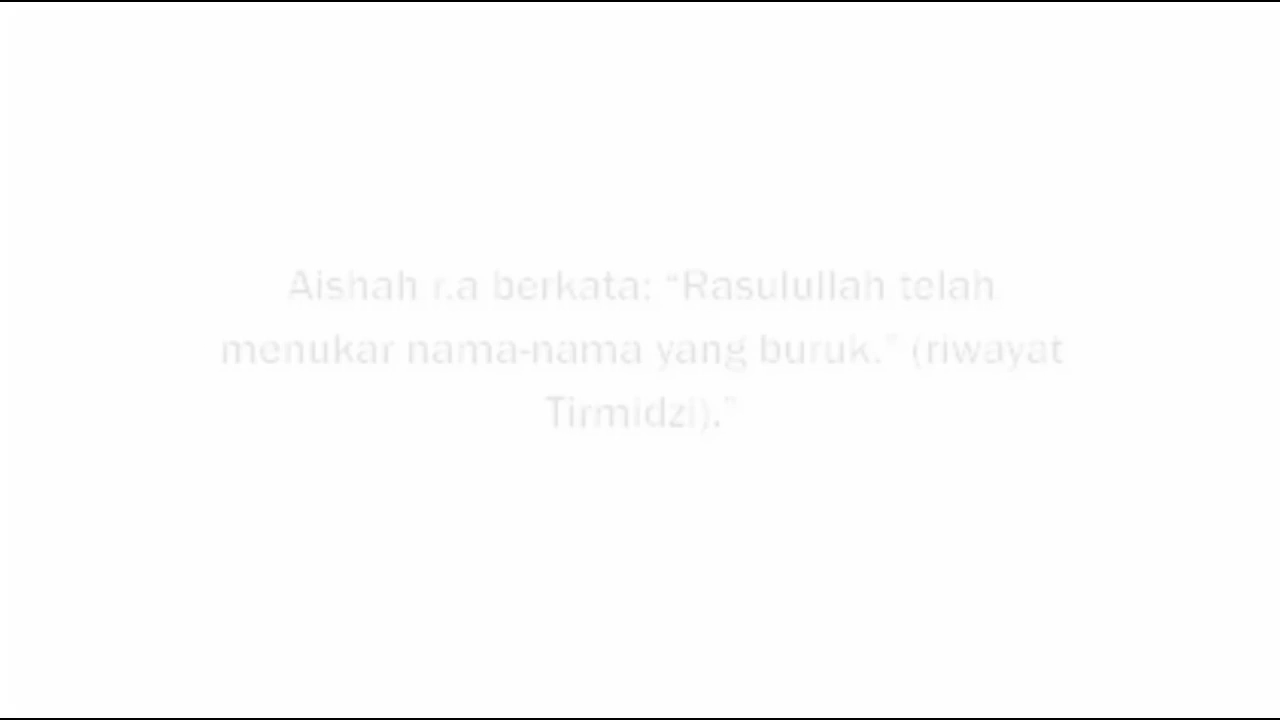 Aishah r.a berkata: “Rasulullah telah
menukar nama-nama yang buruk.” (riwayat
Tirmidzi).”